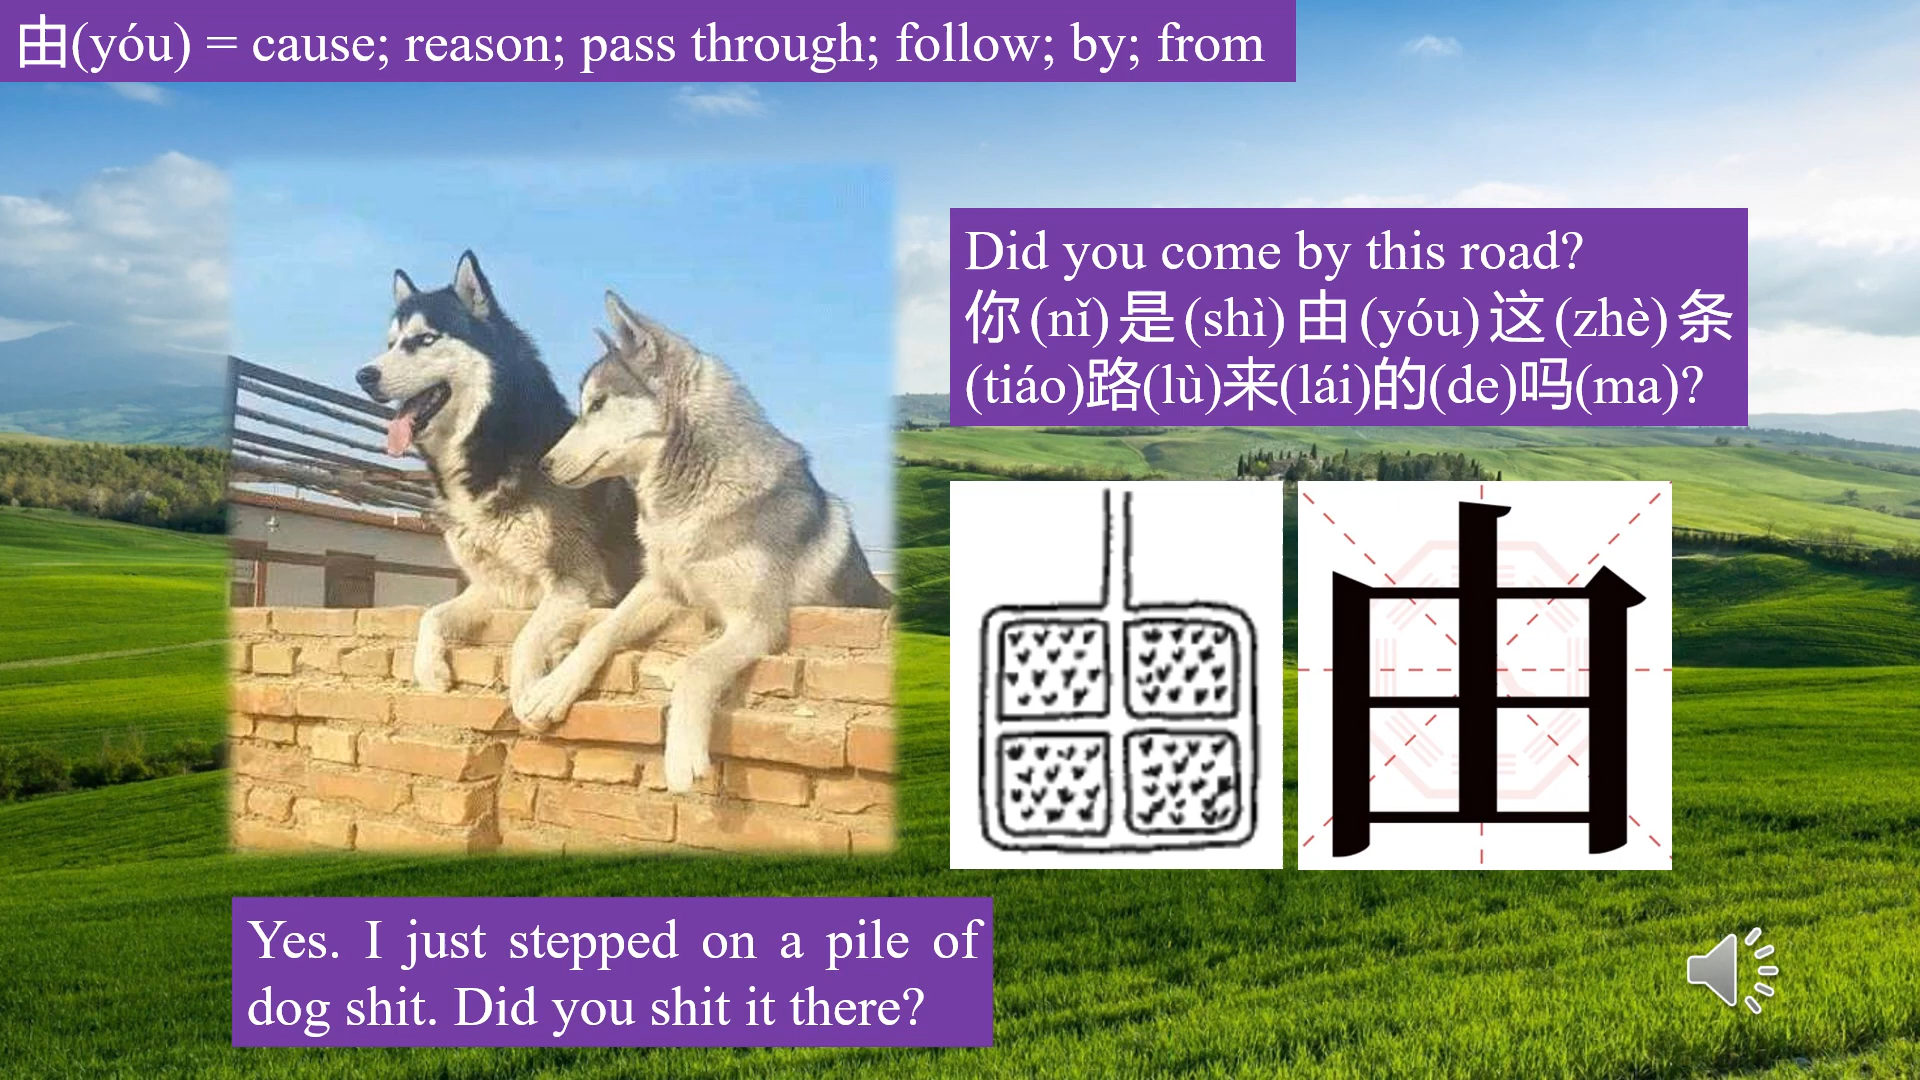 由(yóu) = cause; reason; pass through; follow; by; from
Did you come by this road?
你(nǐ)是(shì)由(yóu)这(zhè)条
(tiáo)路(lù)来(lái)的(de)吗(ma)?
由
Yes. I just stepped on a pile of
dog shit. Did you shit it there?